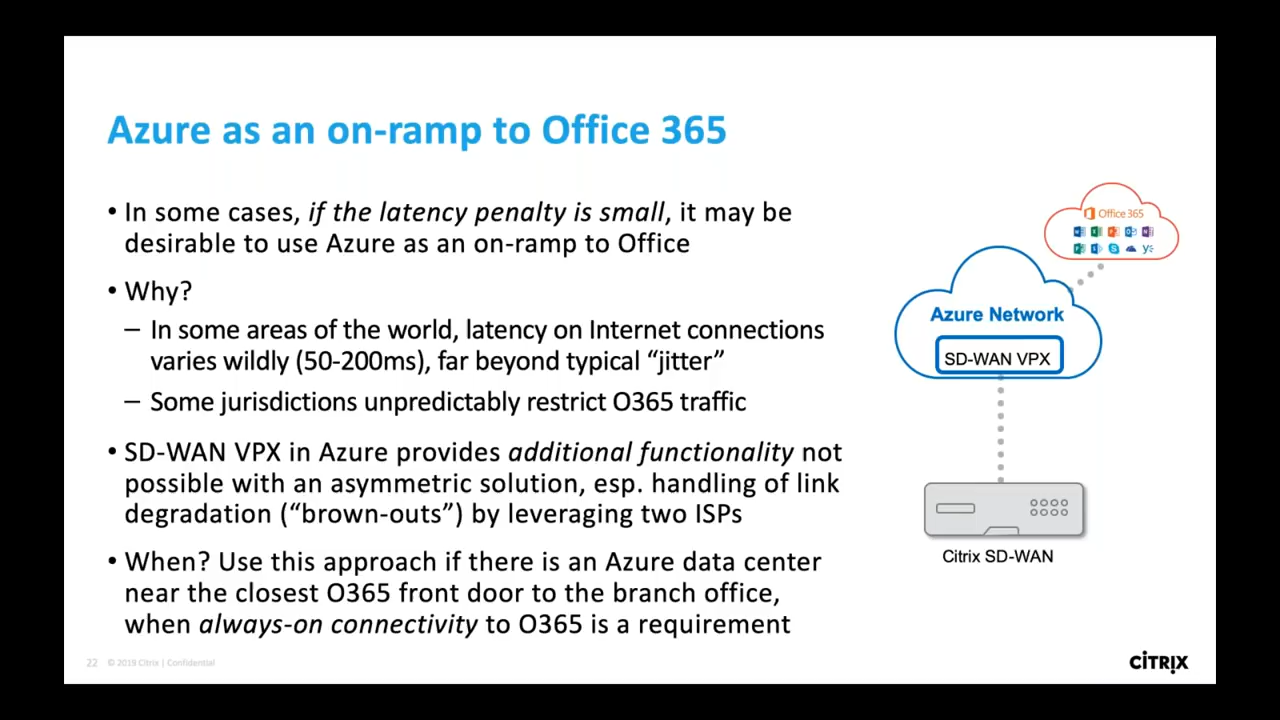 Azure as an on-ramp to Office 365
• In some cases, if the latency penalty is small, it may be
desirable to use Azure as an on-ramp to Office
• Why?
– In some areas of the world, latency on Internet connections
varies wildly (50-200ms), far beyond typical “jitter”
– Some jurisdictions unpredictably restrict O365 traffic
• SD-WAN VPX in Azure provides additional functionality not
possible with an asymmetric solution, esp. handling of link
degradation (“brown-outs”) by leveraging two ISPs
• When? Use this approach if there is an Azure data center
near the closest O365 front door to the branch office,
when always-on connectivity to O365 is a requirement
Office 365
Azure Network
SD-WAN VPX
Citrix SD-WAN
22 © 2019 Citrix | Confidential
CITRIX